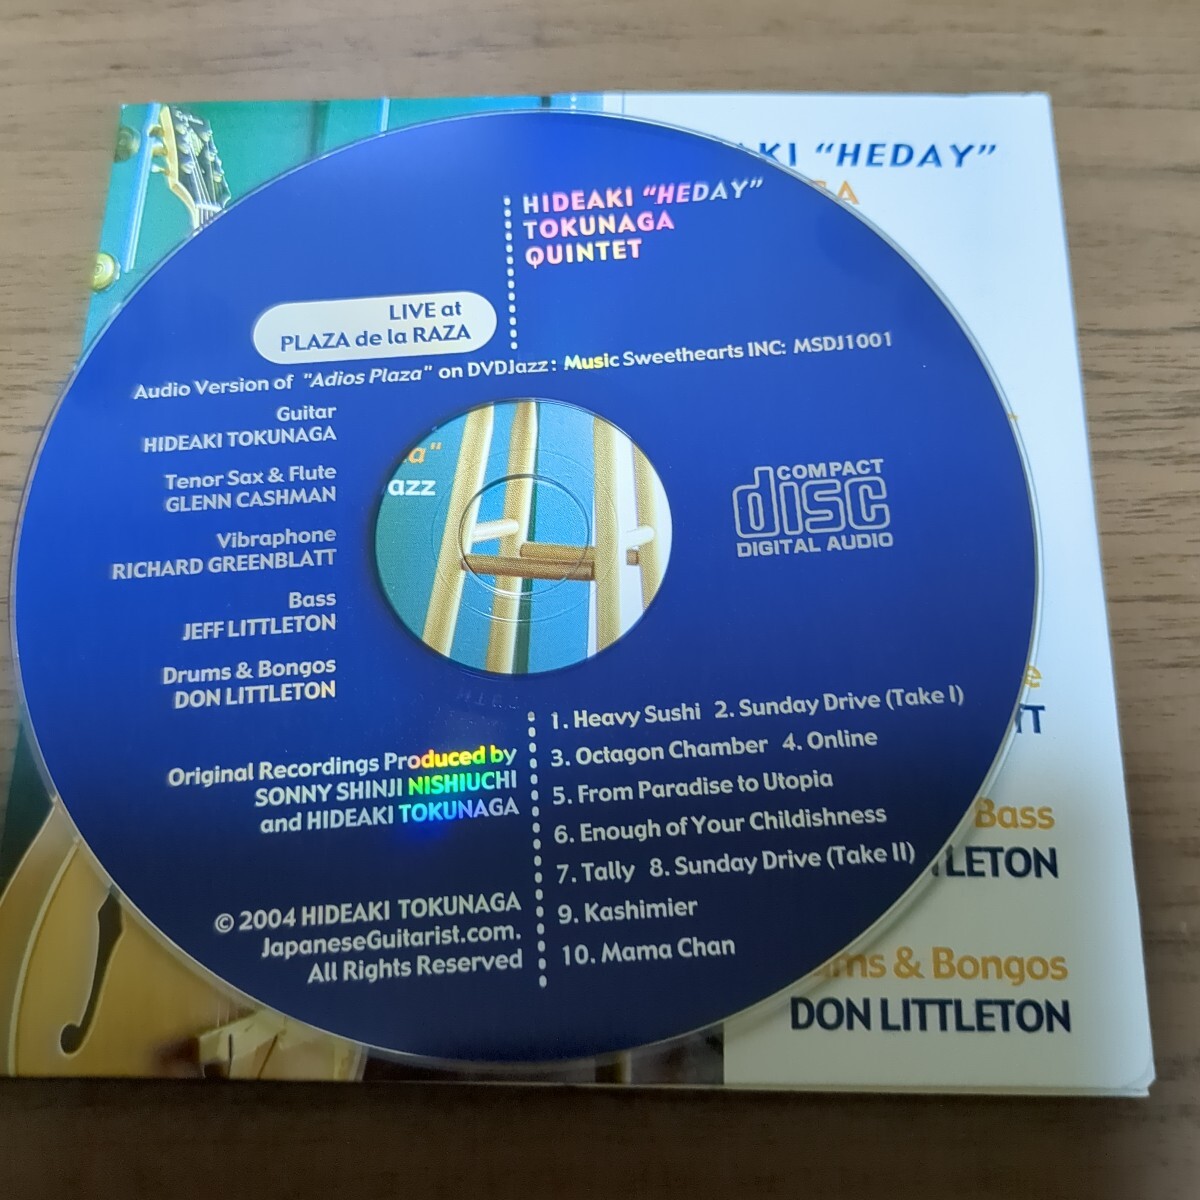 HIDEAKI "HEDAY"
TOKUNAGA
QUINTET
LIVE at
PLAZA de la RAZA
Audio Version of "Adios Plaza" on DVDJazz: Music Sweethearts INC: MSDJ1001
Guitar
HIDEAKI TOKUNAGA
Tenor Sax & Flute
GLENN CASHMAN
Vibraphone
RICHARD GREENBLATT
Bass
JEFF LITTLETON
Drums & Bongos
DON LITTLETON
Original Recordings Produced by
SONNY SHINJI NISHIUCHI
and HIDEAKI TOKUNAGA
© 2004 HIDEAKI TOKUNAGA
JapaneseGuitarist.com.
All Rights Reserved
COMPACT
disc
DIGITAL AUDIO
1. Heavy Sushi 2. Sunday Drive (Take I)
3. Octagon Chamber 4. Online
5. From Paradise to Utopia
6. Enough of Your Childishness
7. Tally 8. Sunday Drive (Take II)
9. Kashimier
10. Mama Chan
a"
azz
AKI "HEDAY"
GA
e
TT
Bass
TLETON
ms & Bongos
DON LITTLETON